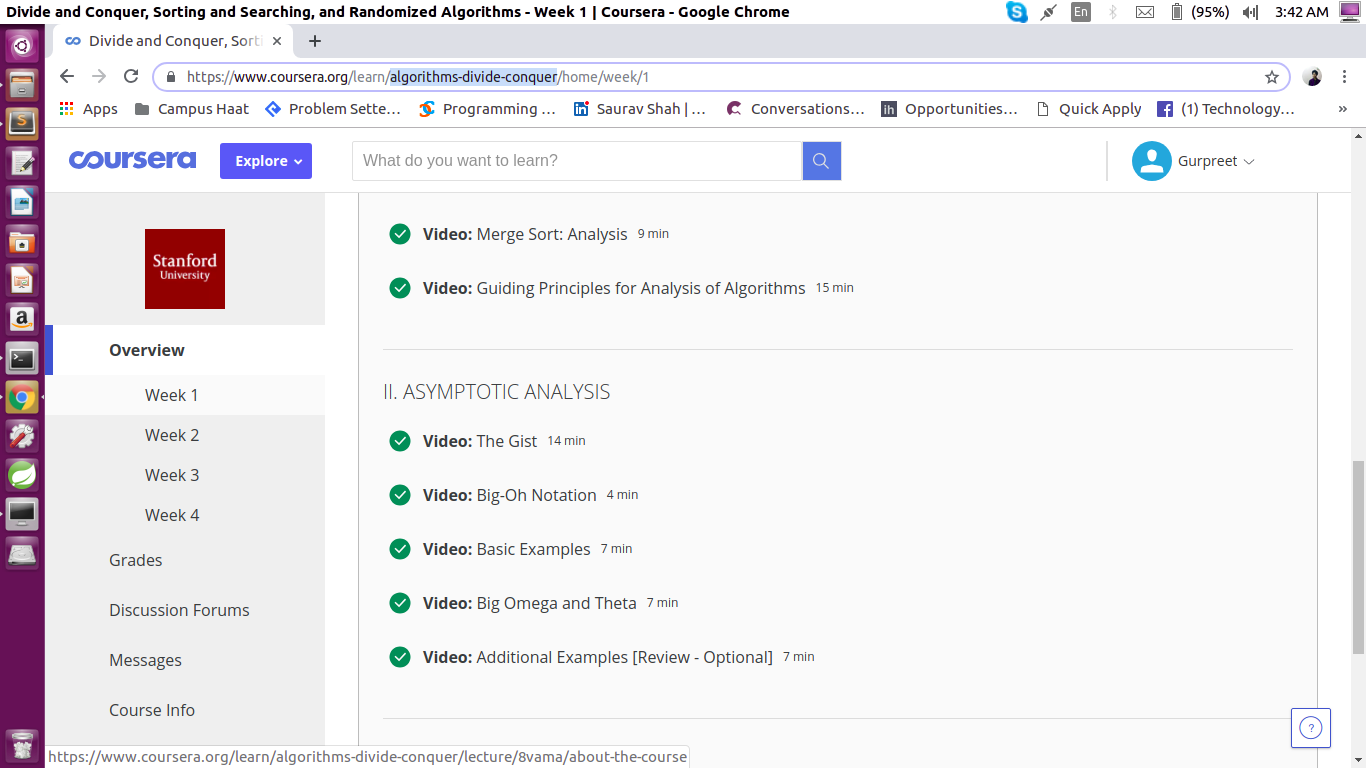 Divide and Conquer, Sorting and Searching, and Randomized Algorithms - Week 1 | Coursera - Google Chrome
En
(95%)
3:42 AM
Divide and Conquer, Sorti
https://www.coursera.org/learn/algorithms-divide-conquer/home/week/1
Apps
Campus Haat
Problem Sette...
Programming ...
Saurav Shah | ...
Conversations...
ih
Opportunities...
Quick Apply
(1) Technology...
»
coursera
Explore
What do you want to learn?
Gurpreet
Stanford
University
Overview
Week 1
Week 2
Week 3
Week 4
Grades
Discussion Forums
Messages
Course Info
Video: Merge Sort: Analysis 9 min
Video: Guiding Principles for Analysis of Algorithms 15 min
II. ASYMPTOTIC ANALYSIS
Video: The Gist 14 min
Video: Big-Oh Notation 4 min
Video: Basic Examples 7 min
Video: Big Omega and Theta 7 min
Video: Additional Examples [Review - Optional] 7 min
?
https://www.coursera.org/learn/algorithms-divide-conquer/lecture/8vama/about-the-course